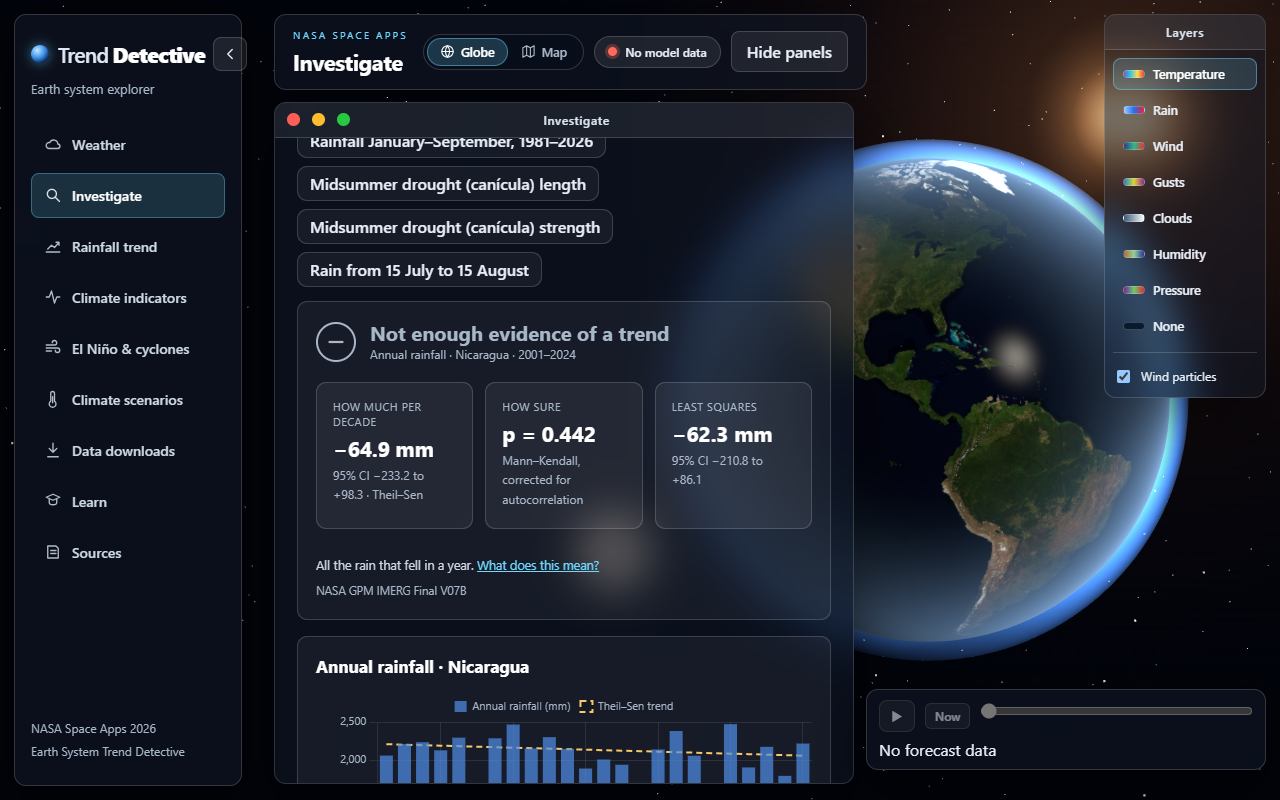 Trend Detective
Earth system explorer
Weather
Investigate
Rainfall trend
Climate indicators
El Niño & cyclones
Climate scenarios
Data downloads
Learn
Sources
NASA Space Apps 2026
Earth System Trend Detective
NASA SPACE APPS
Investigate
Globe
Map
No model data
Hide panels
Investigate
Rainfall January–September, 1981–2026
Midsummer drought (canícula) length
Midsummer drought (canícula) strength
Rain from 15 July to 15 August
Not enough evidence of a trend
Annual rainfall · Nicaragua · 2001–2024
HOW MUCH PER
DECADE
−64.9 mm
95% CI −233.2 to
+98.3 · Theil–Sen
HOW SURE
p = 0.442
Mann–Kendall,
corrected for
autocorrelation
LEAST SQUARES
−62.3 mm
95% CI −210.8 to
+86.1
All the rain that fell in a year. What does this mean?
NASA GPM IMERG Final V07B
Annual rainfall · Nicaragua
Annual rainfall (mm)
Theil–Sen trend
2,500
2,000
Layers
Temperature
Rain
Wind
Gusts
Clouds
Humidity
Pressure
None
Wind particles
Now
No forecast data